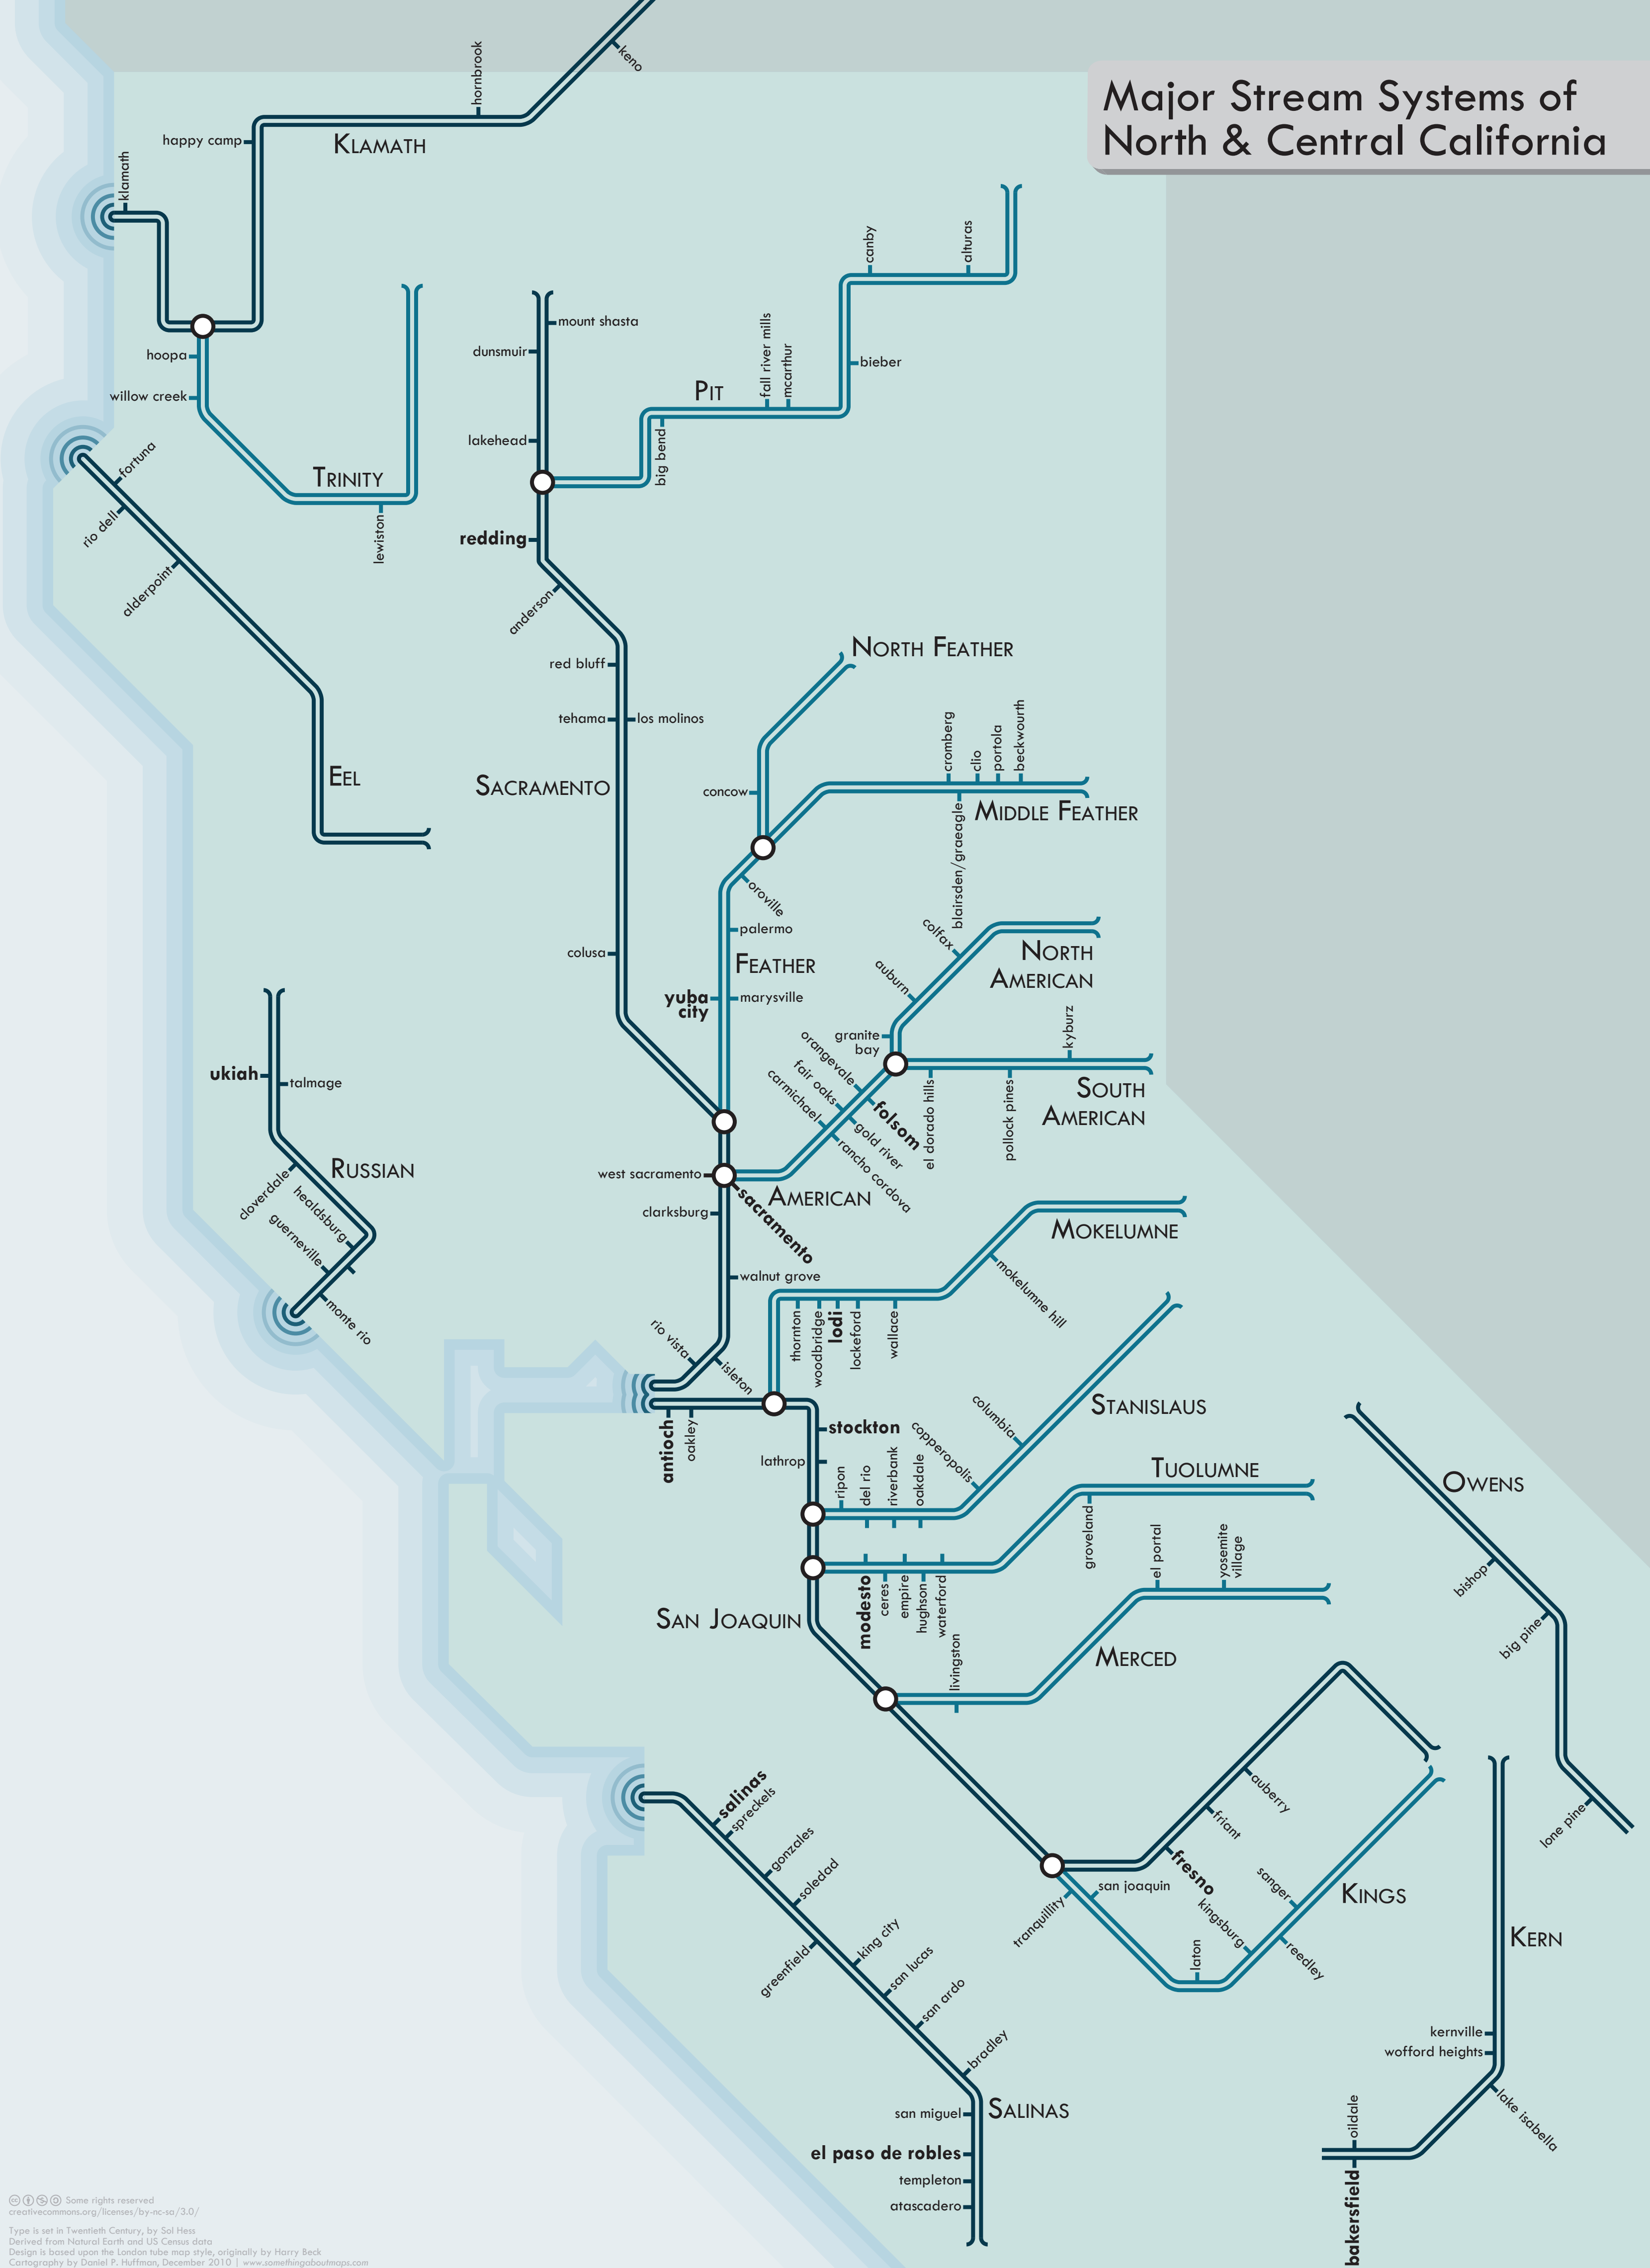 Major Stream Systems of
North & Central California
keno
hornbrook
happy camp
KLAMATH
klamath
hoopa
willow creek
TRINITY
lewiston
fortuna
rio dell
alderpoint
EEL
mount shasta
dunsmuir
lakehead
redding
anderson
red bluff
tehama
los molinos
SACRAMENTO
colusa
canby
alturas
bieber
fall river mills
mcarthur
PIT
big bend
NORTH FEATHER
concow
cromberg
clio
portola
beckwourth
blairsden/graeagle
MIDDLE FEATHER
oroville
palermo
FEATHER
yuba
city
marysville
colfax
auburn
NORTH
AMERICAN
granite
bay
kyburz
el dorado hills
pollock pines
SOUTH
AMERICAN
orangevale
fair oaks
carmichael
folsom
gold river
rancho cordova
AMERICAN
west sacramento
sacramento
clarksburg
walnut grove
rio vista
isleton
ukiah
talmage
RUSSIAN
cloverdale
healdsburg
guerneville
monte rio
MOKELUMNE
mokelumne hill
thornton
woodbridge
lodi
lockeford
wallace
antioch
oakley
stockton
lathrop
STANISLAUS
columbia
copperopolis
ripon
del rio
riverbank
oakdale
TUOLUMNE
groveland
modesto
ceres
empire
hughson
waterford
SAN JOAQUIN
el portal
yosemite
village
MERCED
livingston
OWENS
bishop
big pine
lone pine
auberry
friant
fresno
san joaquin
tranquillity
sanger
kingsburg
reedley
laton
KINGS
KERN
kernville
wofford heights
lake isabella
oildale
bakersfield
salinas
spreckels
gonzales
soledad
greenfield
king city
san lucas
san ardo
bradley
SALINAS
san miguel
el paso de robles
templeton
atascadero
Some rights reserved
creativecommons.org/licenses/by-nc-sa/3.0/
Type is set in Twentieth Century, by Sol Hess
Derived from Natural Earth and US Census data
Design is based upon the London tube map style, originally by Harry Beck
Cartography by Daniel P. Huffman, December 2010 | www.somethingaboutmaps.com